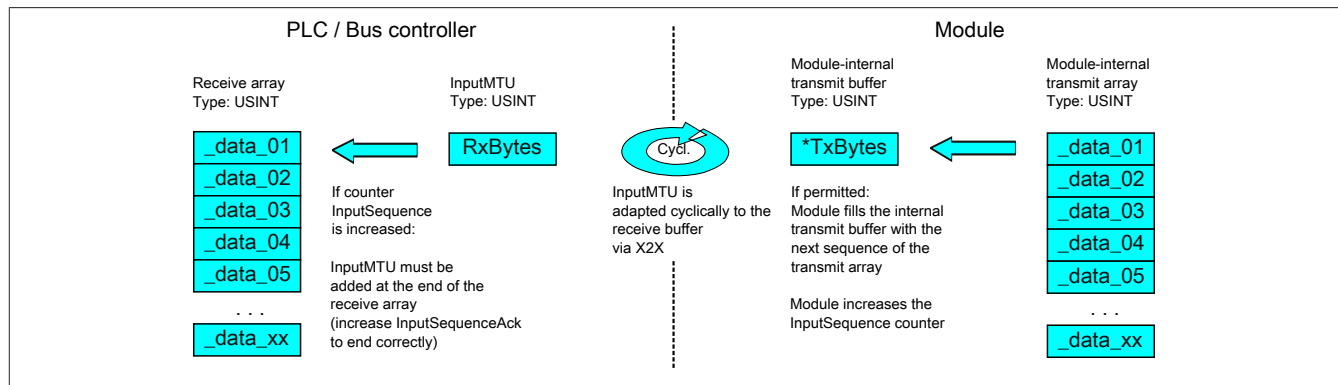 PLC / Bus controller
Module
Receive array
Type: USINT
InputMTU
Type: USINT
Module-internal
transmit buffer
Type: USINT
Module-internal
transmit array
Type: USINT
_data_01
_data_02
_data_03
_data_04
_data_05
. . .
_data_xx
If counter
InputSequence
is increased:
InputMTU must be
added at the end of the
receive array
(increase InputSequenceAck
to end correctly)
RxBytes
Cycl.
InputMTU is
adapted cyclically to the
receive buffer
via X2X
*TxBytes
If permitted:
Module fills the internal
transmit buffer with the
next sequence of the
transmit array
Module increases the
InputSequence counter
_data_01
_data_02
_data_03
_data_04
_data_05
. . .
_data_xx